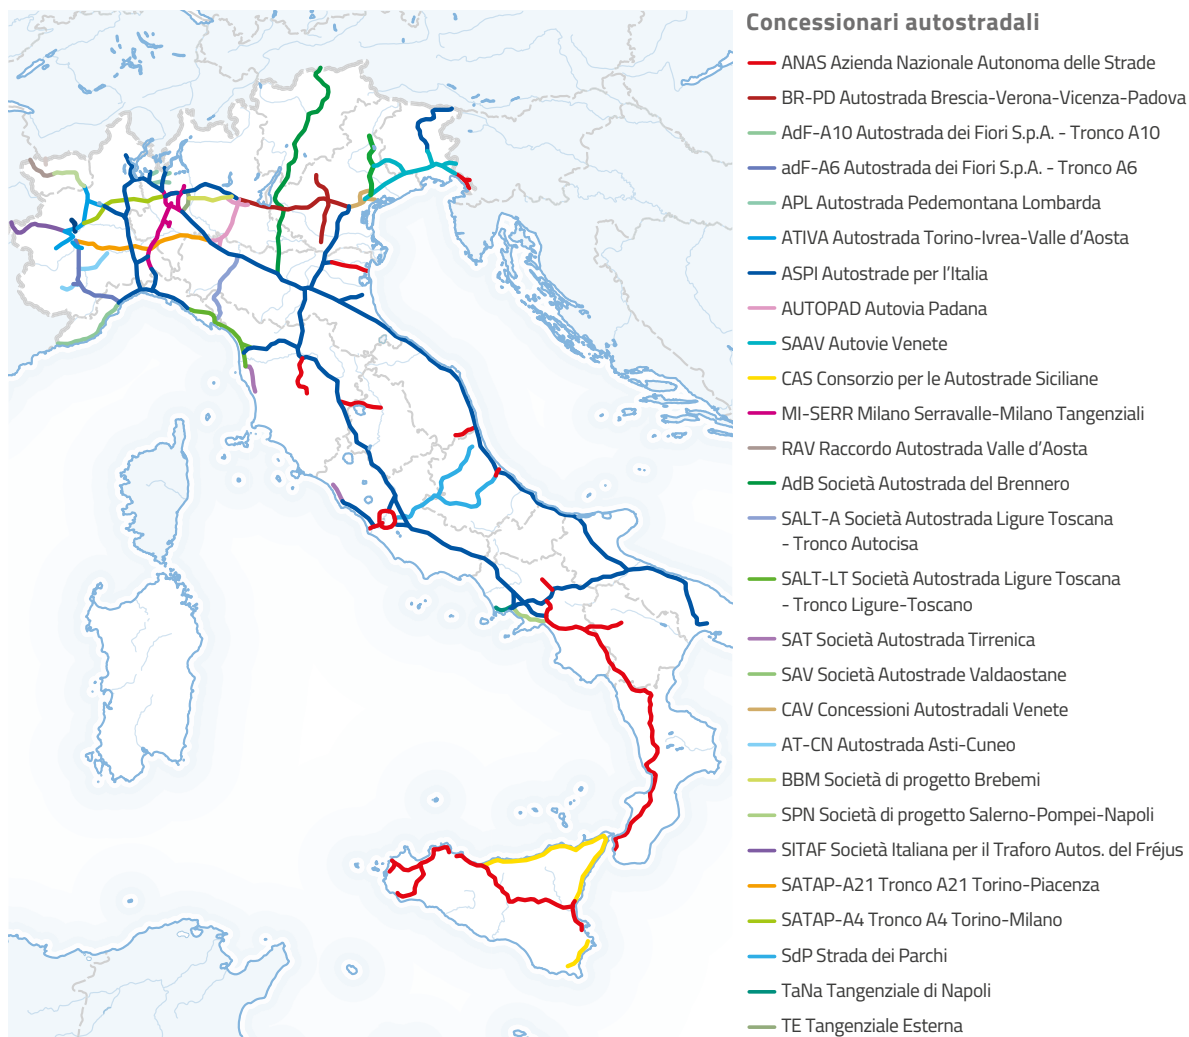 Concessionari autostradali
ANAS Azienda Nazionale Autonoma delle Strade
BR-PD Autostrada Brescia-Verona-Vicenza-Padova
AdF-A10 Autostrada dei Fiori S.p.A. - Tronco A10
adF-A6 Autostrada dei Fiori S.p.A. - Tronco A6
APL Autostrada Pedemontana Lombarda
ATIVA Autostrada Torino-Ivrea-Valle d'Aosta
ASPI Autostrade per l'Italia
AUTOPAD Autovia Padana
SAAV Autovie Venete
CAS Consorzio per le Autostrade Siciliane
MI-SERR Milano Serravalle-Milano Tangenziali
RAV Raccordo Autostrada Valle d'Aosta
AdB Società Autostrada del Brennero
SALT-A Società Autostrada Ligure Toscana
- Tronco Autocisa
SALT-LT Società Autostrada Ligure Toscana
- Tronco Ligure-Toscano
SAT Società Autostrada Tirrenica
SAV Società Autostrade Valdaostane
CAV Concessioni Autostradali Venete
AT-CN Autostrada Asti-Cuneo
BBM Società di progetto Brebemi
SPN Società di progetto Salerno-Pompei-Napoli
SITAF Società Italiana per il Traforo Autos. del Fréjus
SATAP-A21 Tronco A21 Torino-Piacenza
SATAP-A4 Tronco A4 Torino-Milano
SdP Strada dei Parchi
TaNa Tangenziale di Napoli
TE Tangenziale Esterna